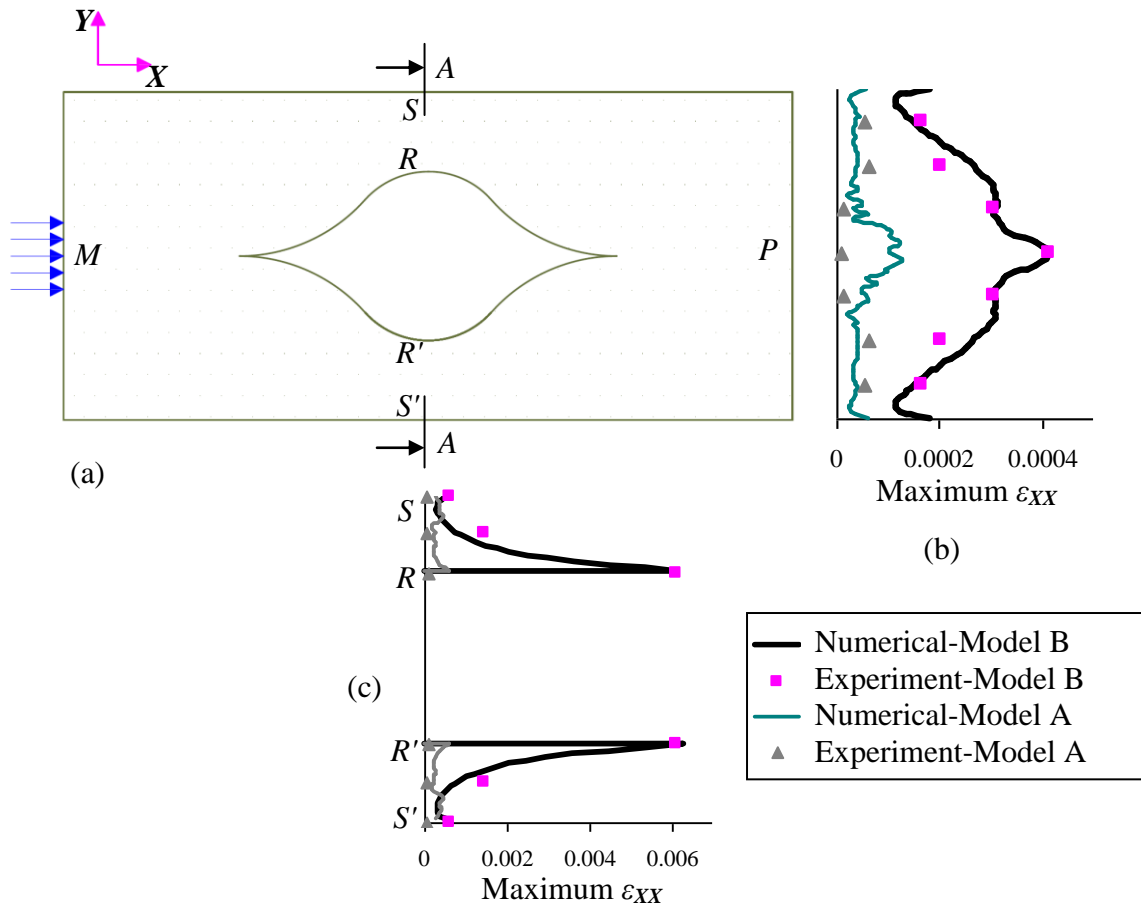 Y
X
A
S
R
M
P
R'
S'
A
(a)
0 0.0002 0.0004
Maximum εXX
(b)
S
R
(c)
R'
S'
0 0.002 0.004 0.006
Maximum εXX
Numerical-Model B
Experiment-Model B
Numerical-Model A
Experiment-Model A